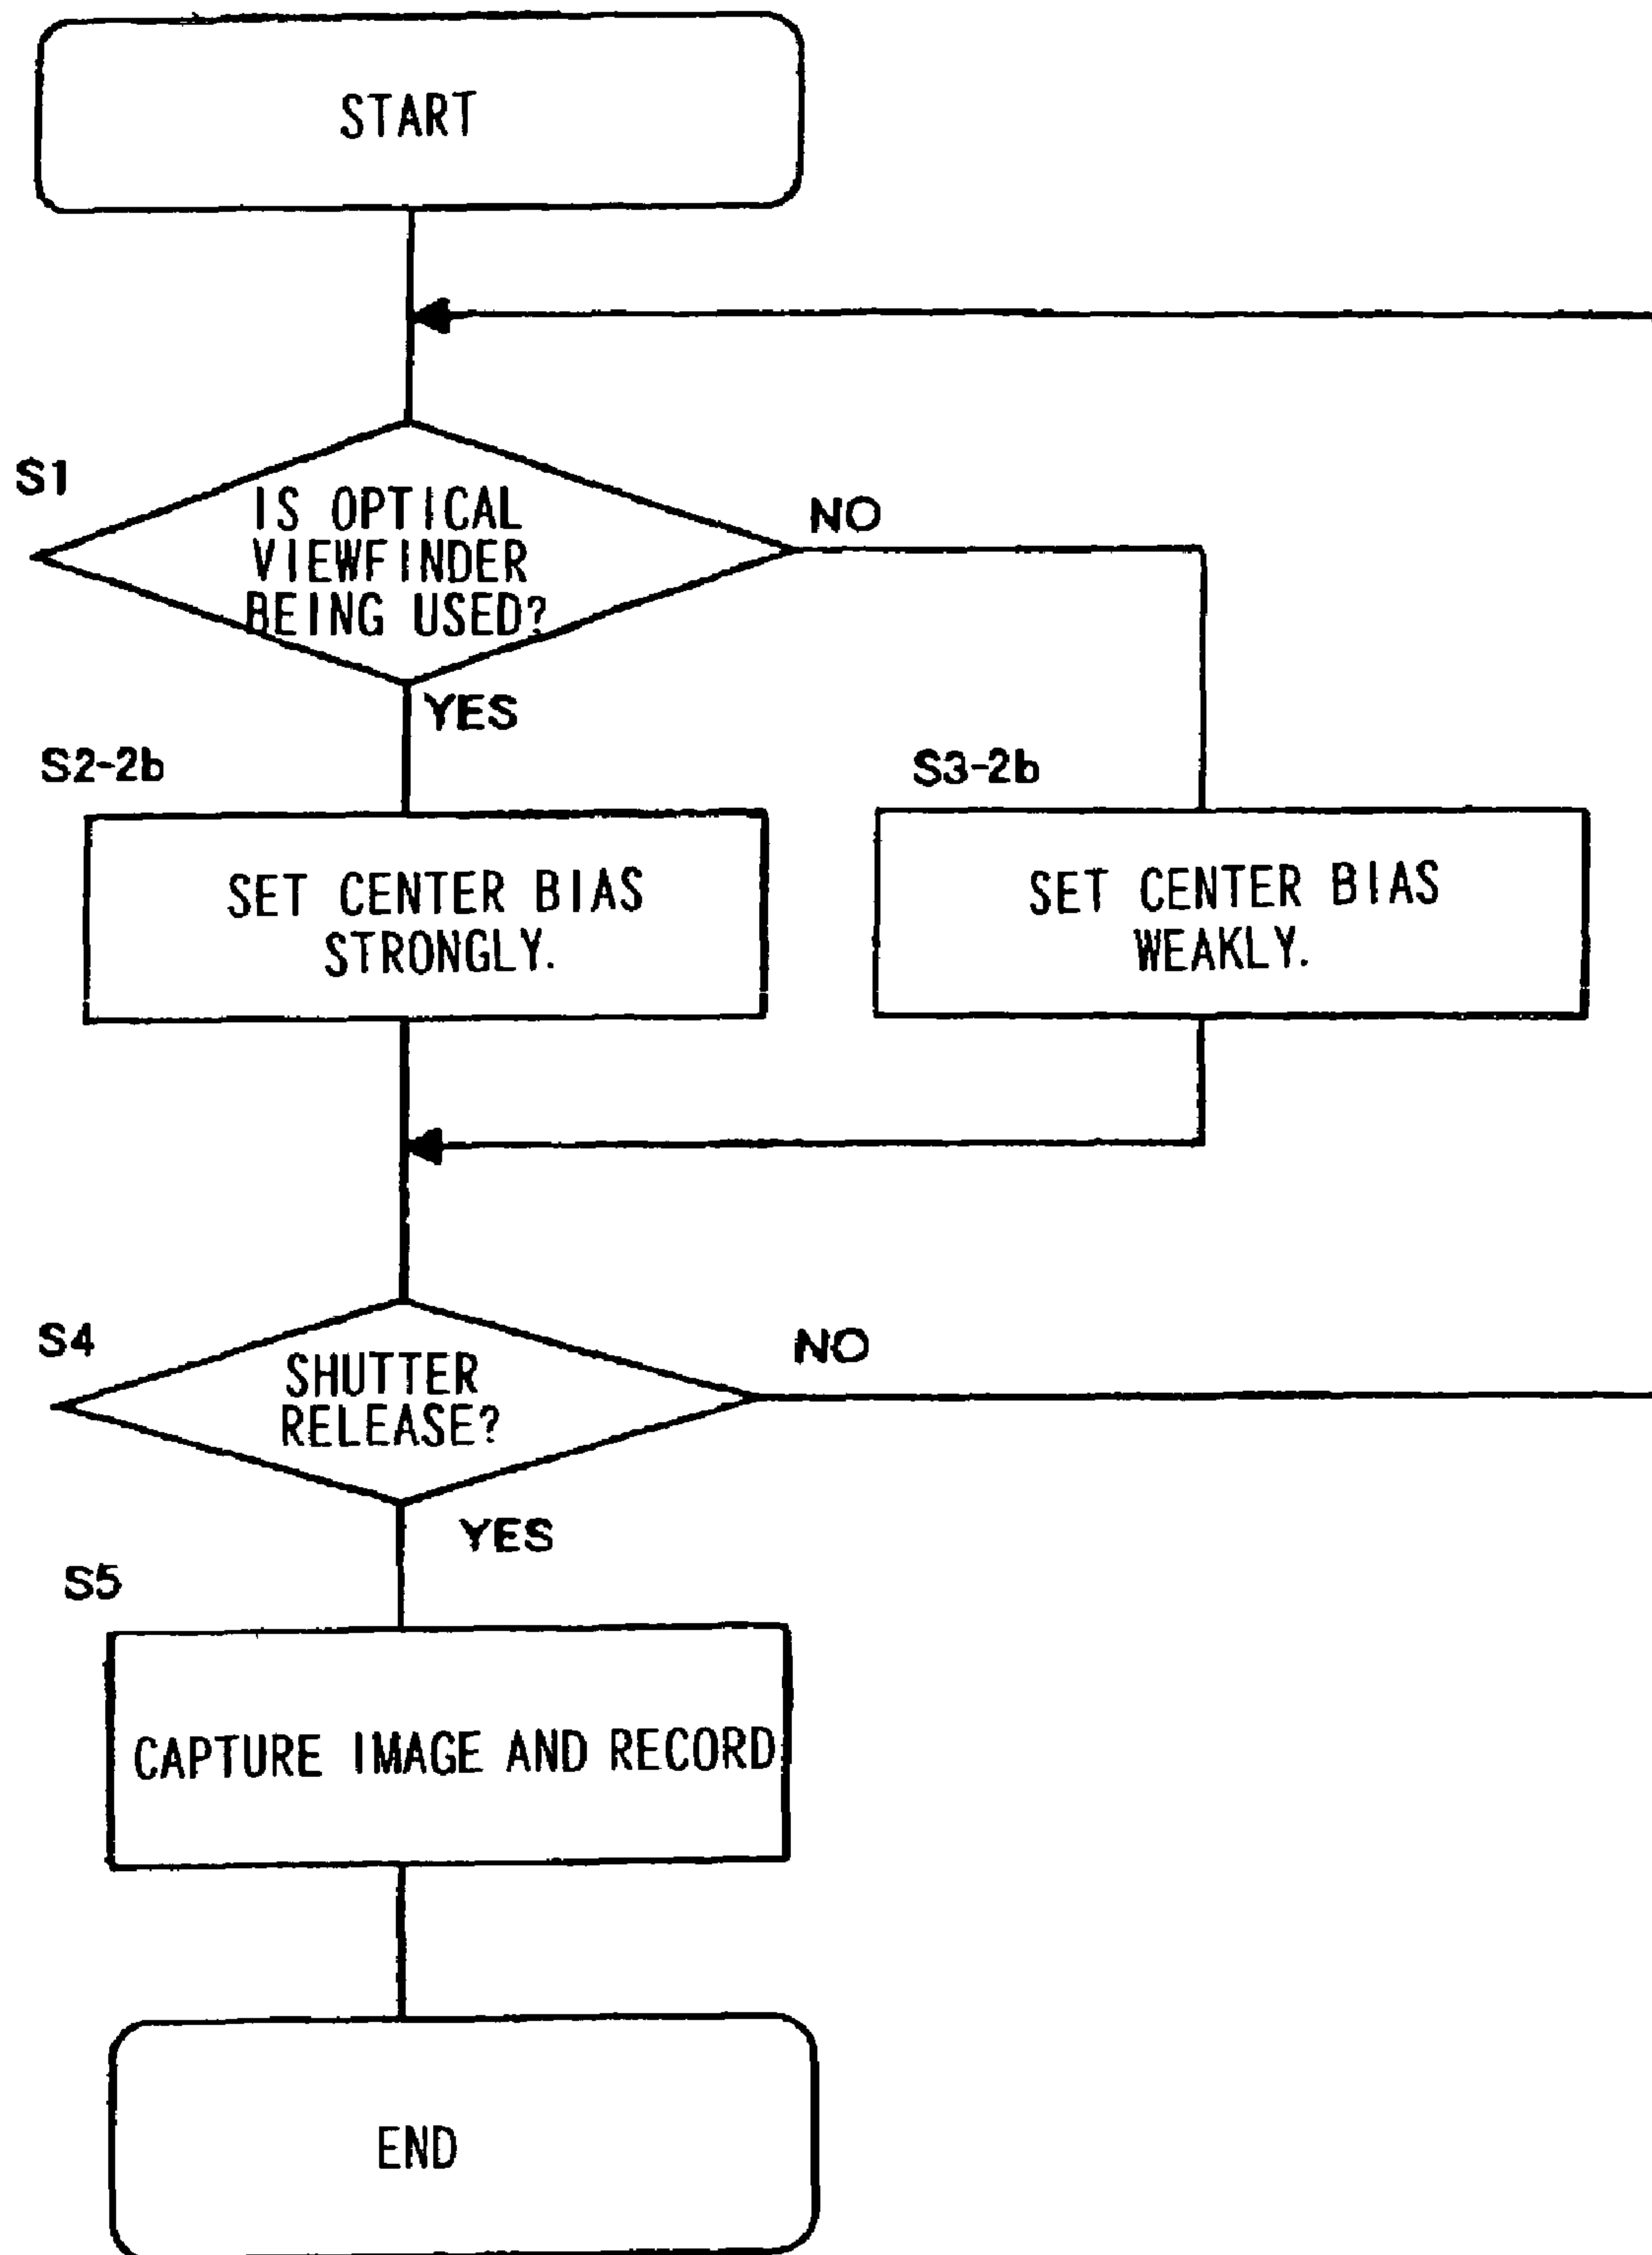 START
S1
IS OPTICAL
VIEWFINDER
BEING USED?
NO
YES
S2-2b
SET CENTER BIAS
STRONGLY.
S3-2b
SET CENTER BIAS
WEAKLY.
S4
SHUTTER
RELEASE?
NO
YES
S5
CAPTURE IMAGE AND RECORD
END